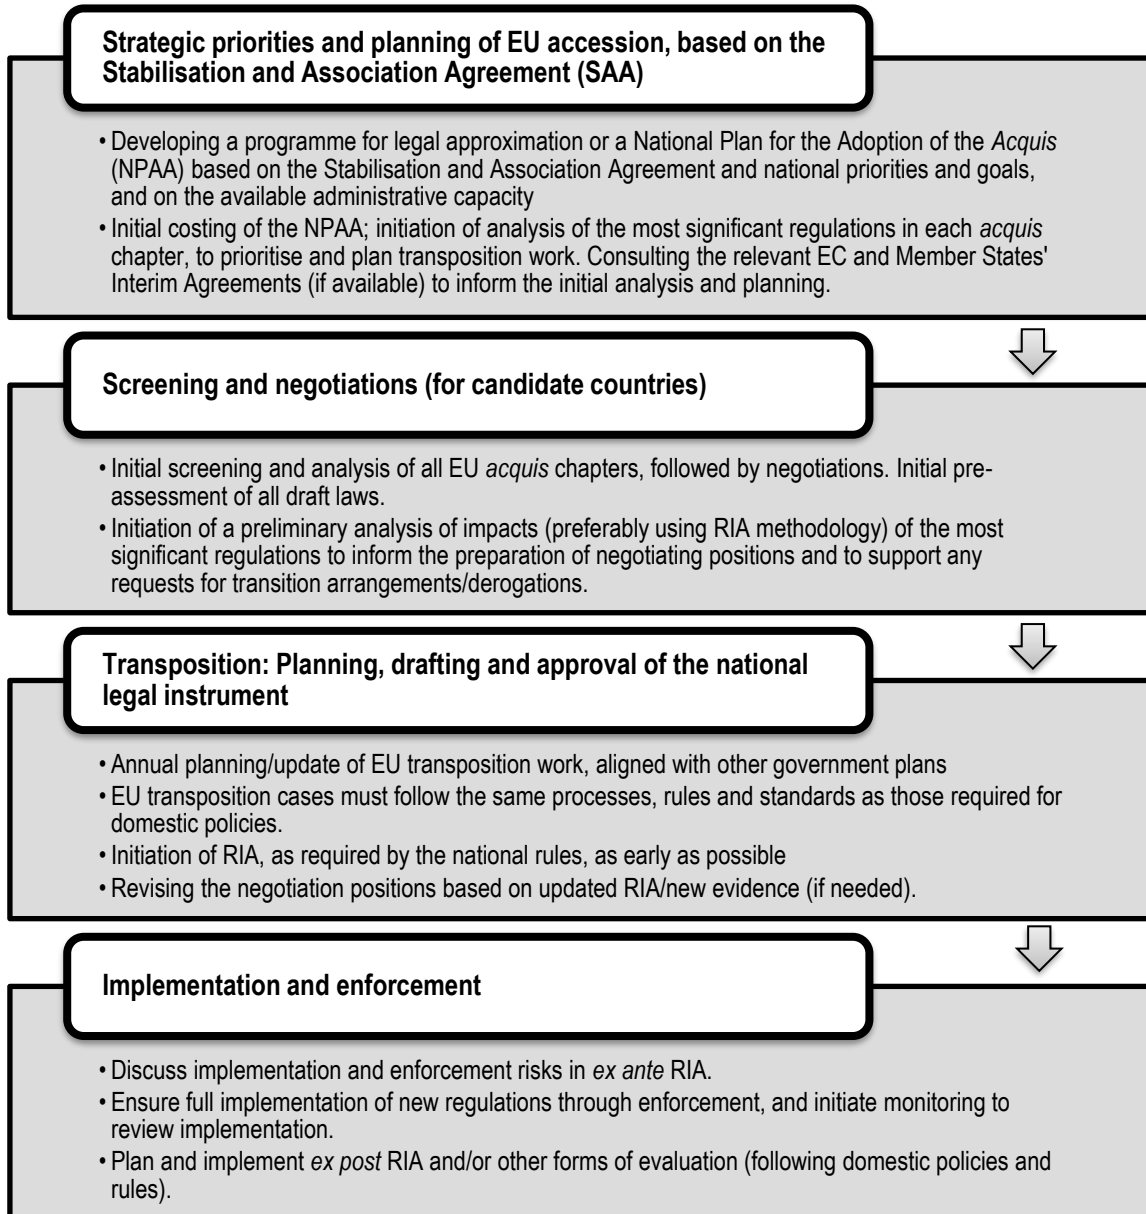 Strategic priorities and planning of EU accession, based on the
Stabilisation and Association Agreement (SAA)
• Developing a programme for legal approximation or a National Plan for the Adoption of the Acquis
(NPAA) based on the Stabilisation and Association Agreement and national priorities and goals,
and on the available administrative capacity
• Initial costing of the NPAA; initiation of analysis of the most significant regulations in each acquis
chapter, to prioritise and plan transposition work. Consulting the relevant EC and Member States'
Interim Agreements (if available) to inform the initial analysis and planning.
Screening and negotiations (for candidate countries)
• Initial screening and analysis of all EU acquis chapters, followed by negotiations. Initial pre-
assessment of all draft laws.
• Initiation of a preliminary analysis of impacts (preferably using RIA methodology) of the most
significant regulations to inform the preparation of negotiating positions and to support any
requests for transition arrangements/derogations.
Transposition: Planning, drafting and approval of the national
legal instrument
• Annual planning/update of EU transposition work, aligned with other government plans
• EU transposition cases must follow the same processes, rules and standards as those required for
domestic policies.
• Initiation of RIA, as required by the national rules, as early as possible
• Revising the negotiation positions based on updated RIA/new evidence (if needed).
Implementation and enforcement
• Discuss implementation and enforcement risks in ex ante RIA.
• Ensure full implementation of new regulations through enforcement, and initiate monitoring to
review implementation.
• Plan and implement ex post RIA and/or other forms of evaluation (following domestic policies and
rules).